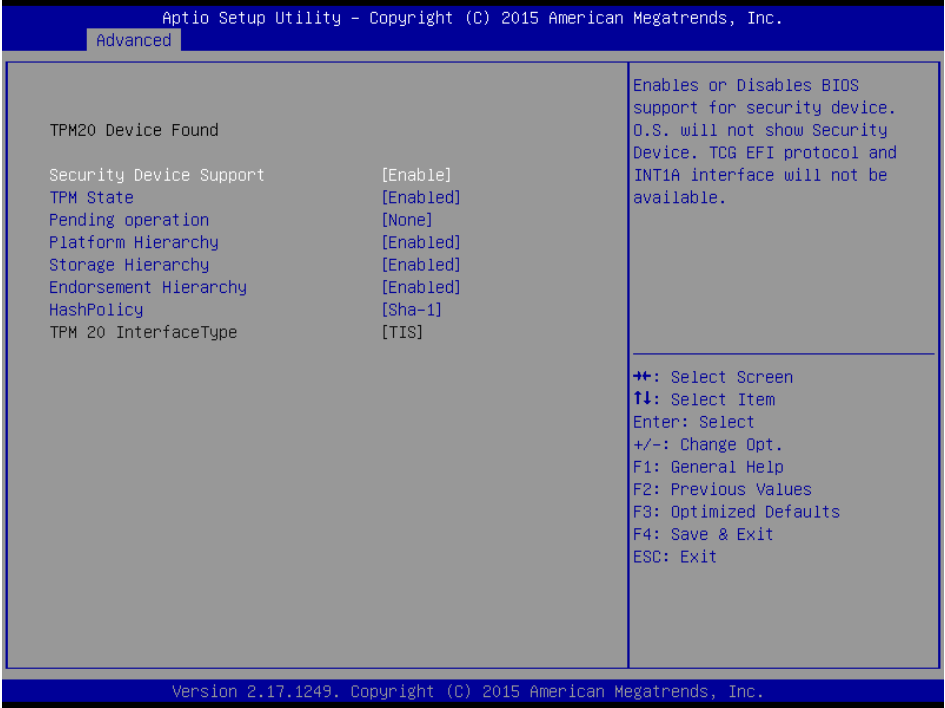 Aptio Setup Utility – Copyright (C) 2015 American Megatrends, Inc.
Advanced
TPM20 Device Found
Security Device Support [Enable]
TPM State [Enabled]
Pending operation [None]
Platform Hierarchy [Enabled]
Storage Hierarchy [Enabled]
Endorsement Hierarchy [Enabled]
HashPolicy [Sha-1]
TPM 20 InterfaceType [TIS]
Enables or Disables BIOS
support for security device.
O.S. will not show Security
Device. TCG EFI protocol and
INT1A interface will not be
available.
→←: Select Screen
↑↓: Select Item
Enter: Select
+/-: Change Opt.
F1: General Help
F2: Previous Values
F3: Optimized Defaults
F4: Save & Exit
ESC: Exit
Version 2.17.1249. Copyright (C) 2015 American Megatrends, Inc.